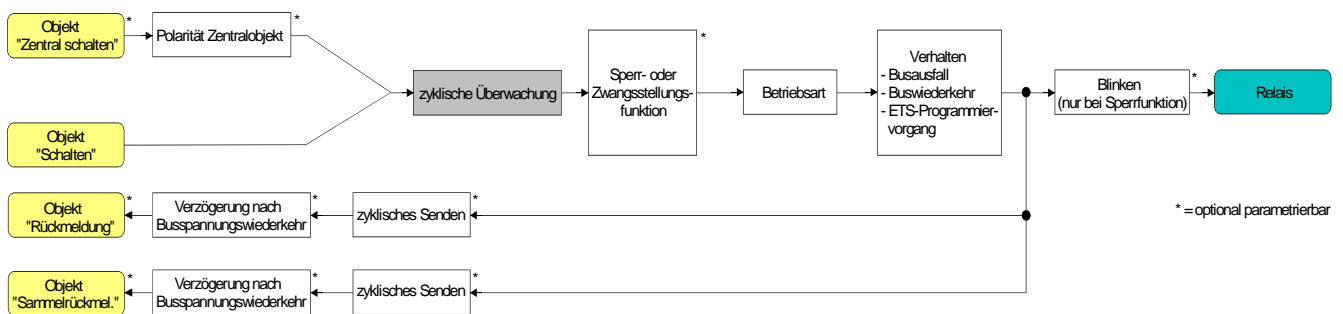 Objekt
"Zentral schalten"
*
Polarität Zentralobjekt
*
zyklische Überwachung
Sperr- oder
Zwangsstellungs-
funktion
*
Betriebsart
Verhalten
- Busausfall
- Buswiederkehr
- ETS-Programmier-
vorgang
Blinken
(nur bei Sperrfunktion)
*
Relais
Objekt
"Schalten"
Objekt
"Rückmeldung"
*
Verzögerung nach
Busspannungswiederkehr
*
zyklisches Senden
*
* = optional parametrierbar
Objekt
"Sammelrückmel."
*
Verzögerung nach
Busspannungswiederkehr
*
zyklisches Senden
*